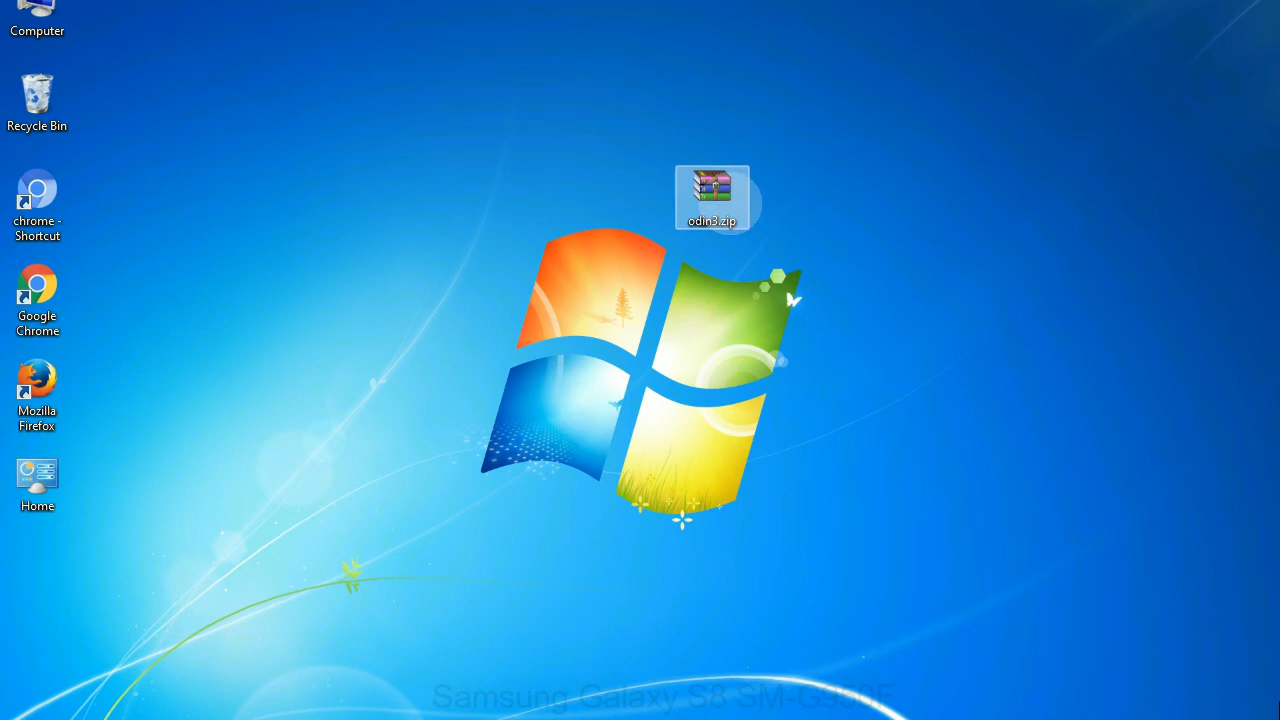 Computer
Recycle Bin
chrome -
Shortcut
Google
Chrome
Mozilla
Firefox
Home
odin3.zip
Samsung Galaxy S8 SM-G950F